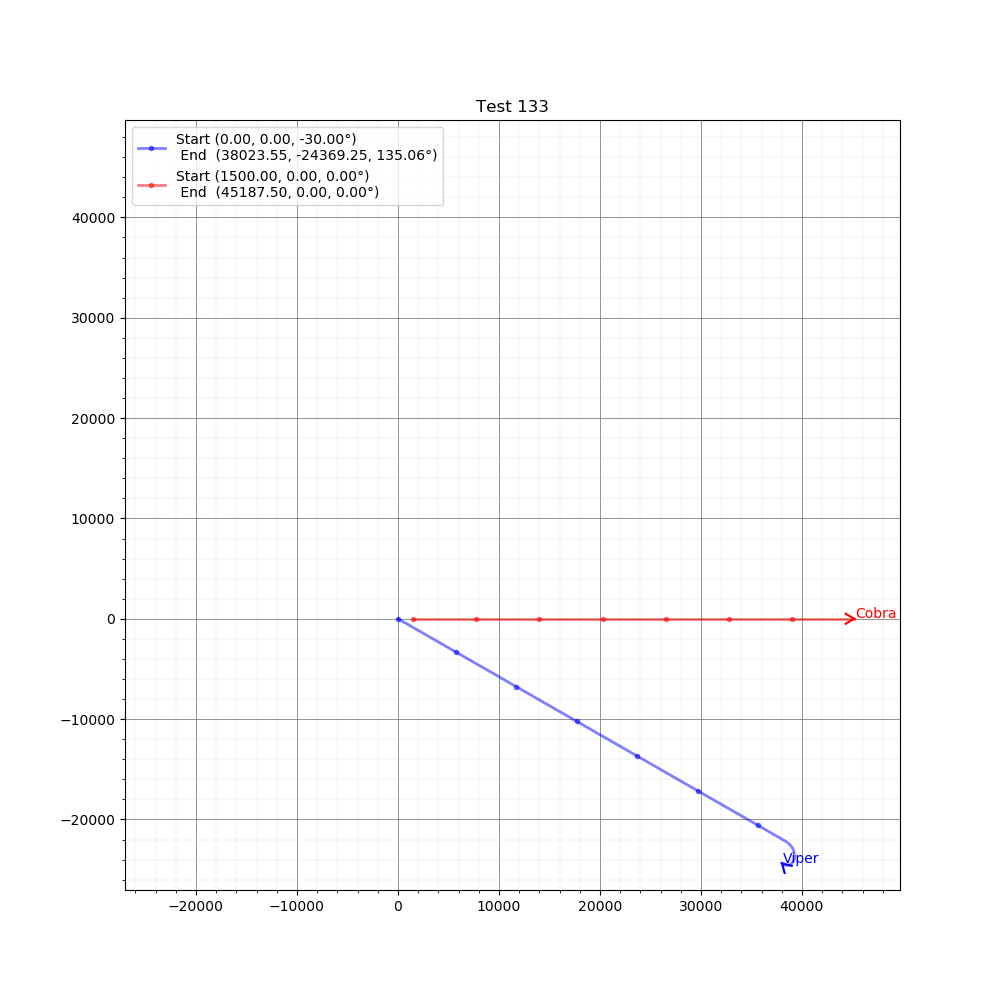 Test 133
Start (0.00, 0.00, -30.00°)
End  (38023.55, -24369.25, 135.06°)
Start (1500.00, 0.00, 0.00°)
End  (45187.50, 0.00, 0.00°)
40000
30000
20000
10000
0
−10000
−20000
Cobra
Viper
−20000
−10000
0
10000
20000
30000
40000